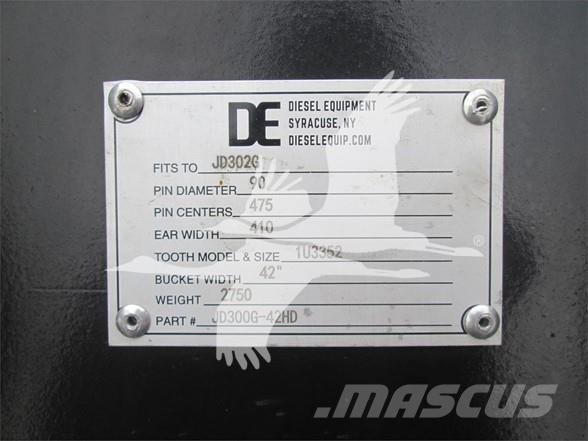 DE
DIESEL EQUIPMENT
SYRACUSE, NY
DIESELEQUIP.COM
FITS TO JD302G
PIN DIAMETER 90
PIN CENTERS 475
EAR WIDTH 410
TOOTH MODEL & SIZE 1U3352
BUCKET WIDTH 42"
WEIGHT 2750
PART # JD300G-42HD
MASCUS